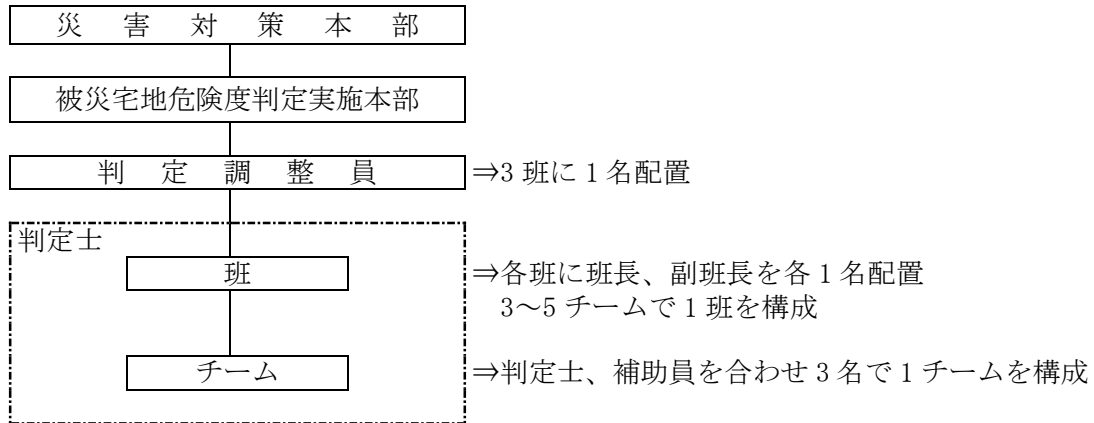 災害対策本部
被災宅地危険度判定実施本部
判定調整員 ⇒3班に1名配置
判定士
班 ⇒各班に班長、副班長を各1名配置
3～5チームで1班を構成
チーム ⇒判定士、補助員を合わせ3名で1チームを構成